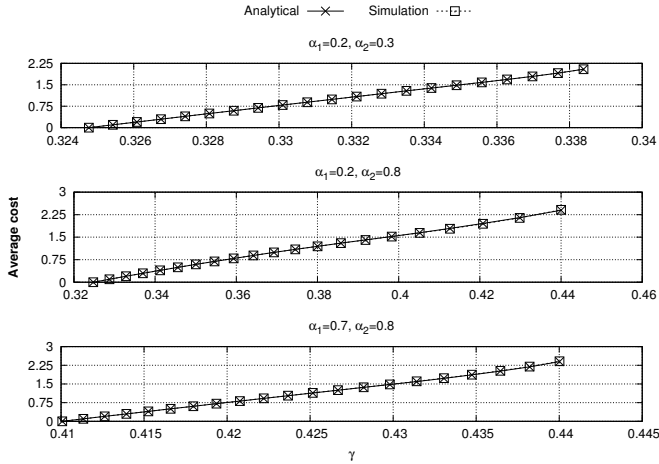 Analytical Simulation
α1=0.2, α2=0.3
2.25
1.5
0.75
0
0.324 0.326 0.328 0.33 0.332 0.334 0.336 0.338 0.34
α1=0.2, α2=0.8
3
2.25
1.5
0.75
0
0.32 0.34 0.36 0.38 0.4 0.42 0.44 0.46
Average cost
α1=0.7, α2=0.8
3
2.25
1.5
0.75
0
0.41 0.415 0.42 0.425 0.43 0.435 0.44 0.445
γ